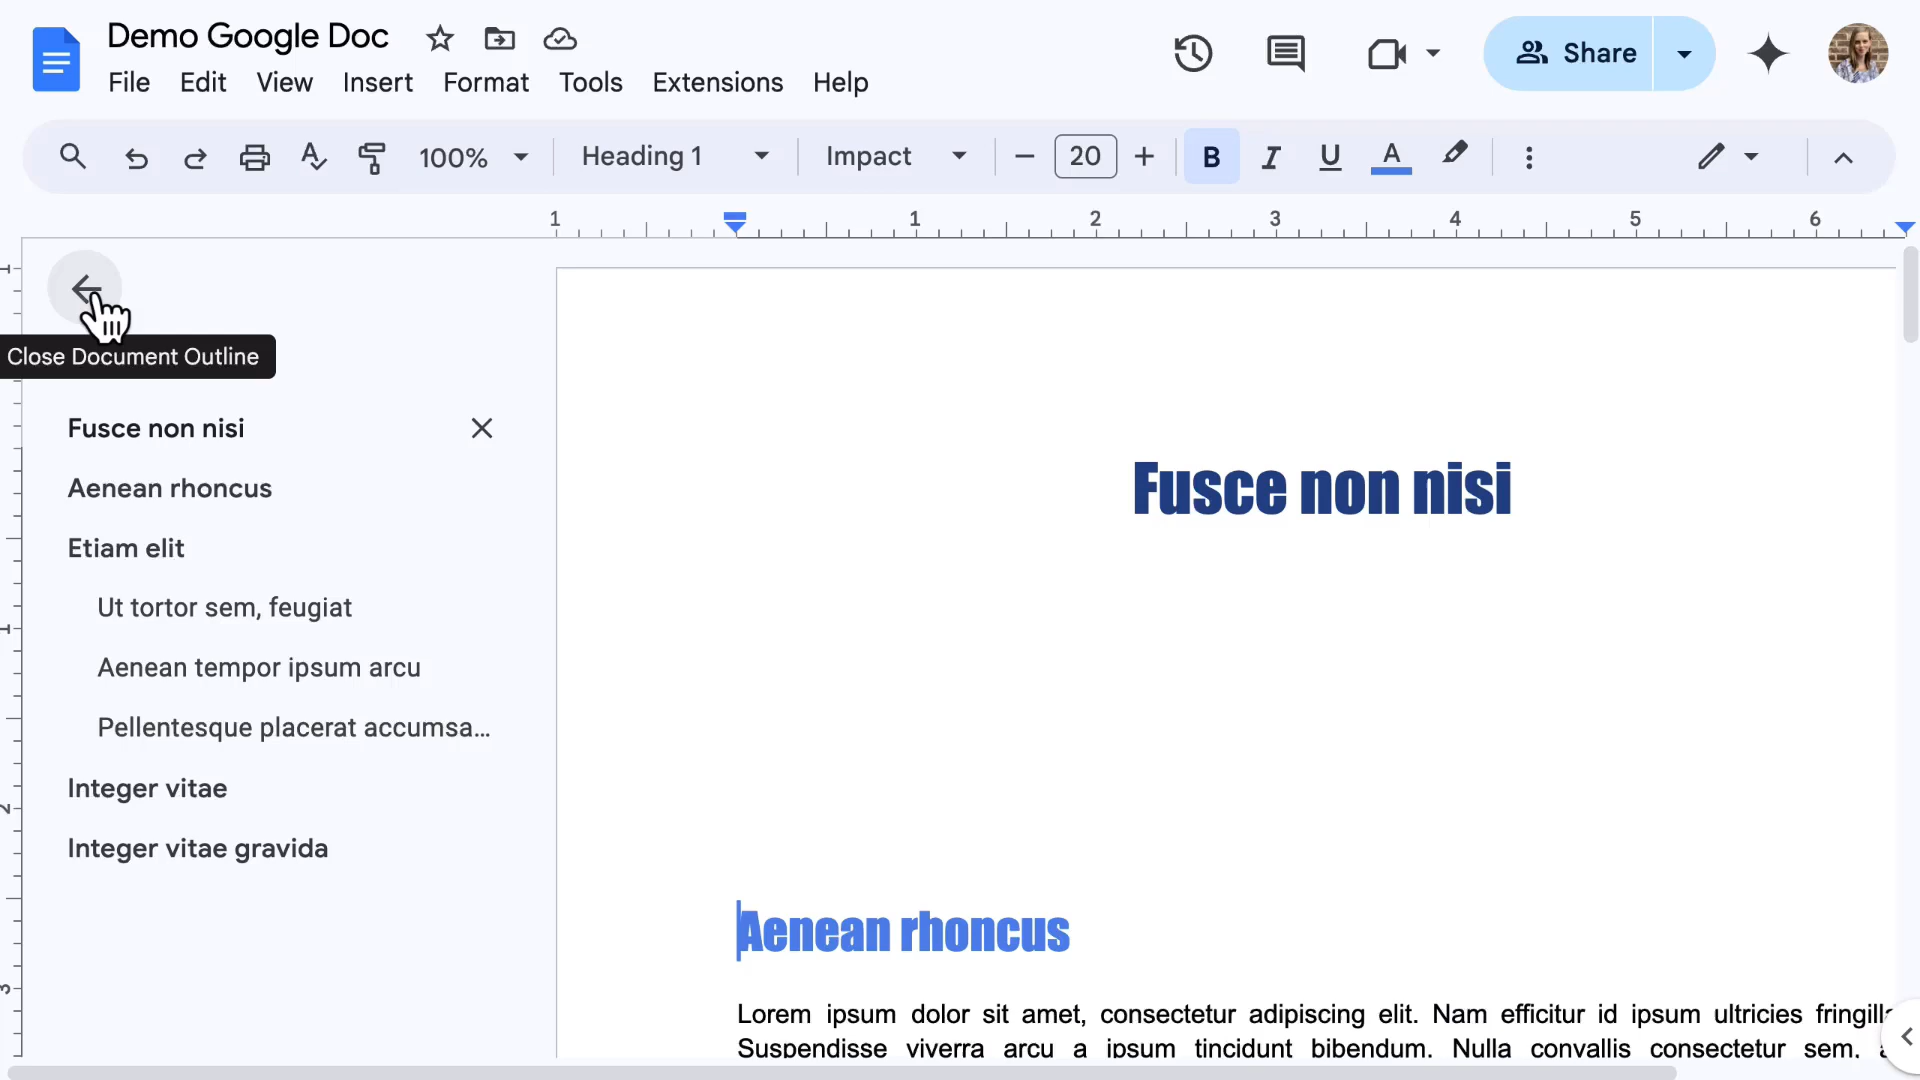 Demo Google Doc
File Edit View Insert Format Tools Extensions Help
Share
100% Heading 1 Impact 20 B I U A
1 1 2 3 4 5 6
1
1
2
3
Close Document Outline
Fusce non nisi
Aenean rhoncus
Etiam elit
Ut tortor sem, feugiat
Aenean tempor ipsum arcu
Pellentesque placerat accumsa...
Integer vitae
Integer vitae gravida
Fusce non nisi
Aenean rhoncus
Lorem ipsum dolor sit amet, consectetur adipiscing elit. Nam efficitur id ipsum ultricies
Suspendisse viverra arcu a ipsum tincidunt bibendum. Nulla convallis consectetur sem,